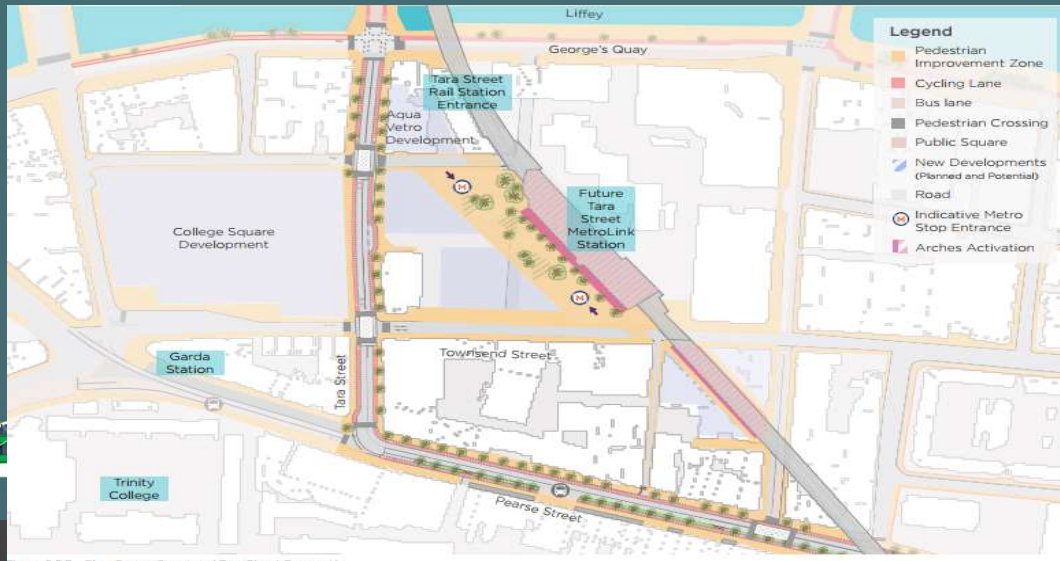 Liffey
George's Quay
Tara Street
Rail Station
Entrance
Aqua
Vetro
Development
College Square
Development
Future
Tara
Street
MetroLink
Station
M
M
Garda
Station
Tara Street
Townsend Street
Trinity
College
Pearse Street
Legend
Pedestrian
Improvement Zone
Cycling Lane
Bus lane
Pedestrian Crossing
Public Square
New Developments
(Planned and Potential)
Road
M
Indicative Metro
Stop Entrance
Arches Activation